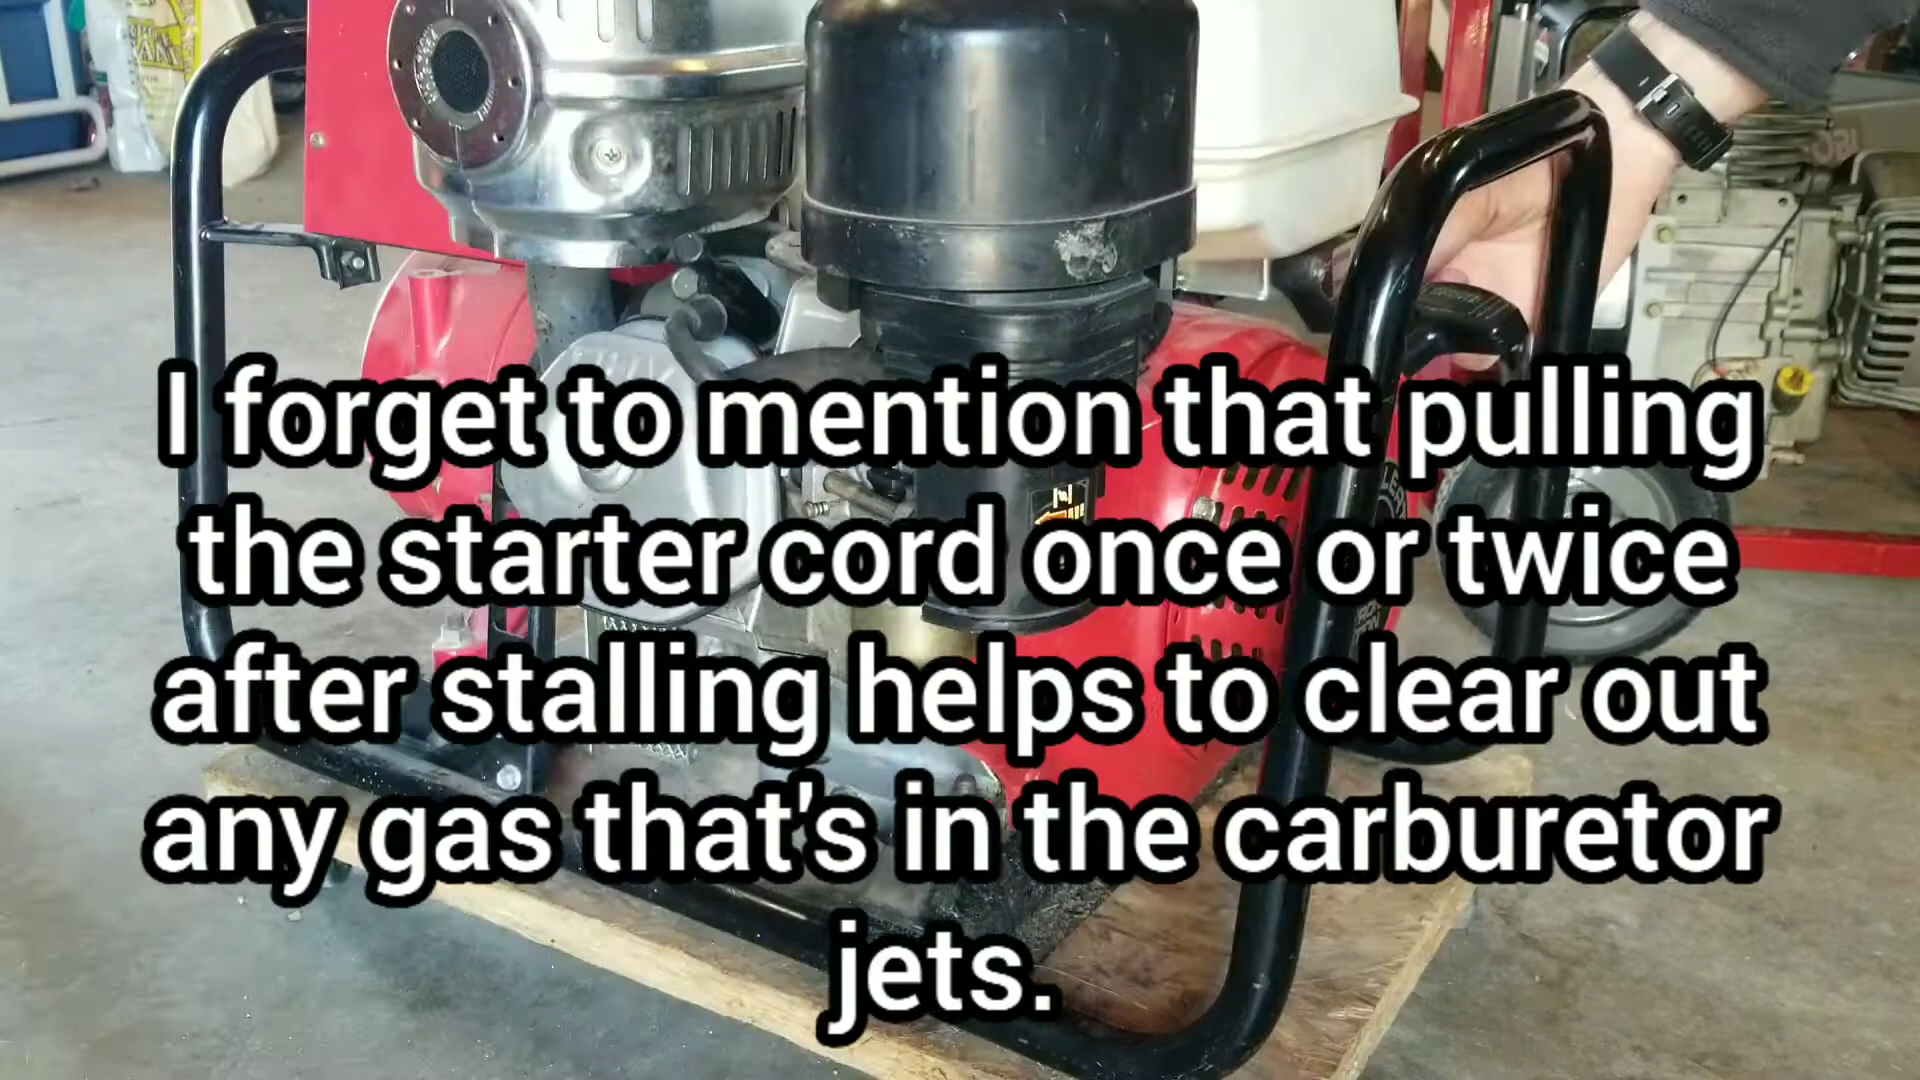 I forget to mention that pulling
the starter cord once or twice
after stalling helps to clear out
any gas that's in the carburetor
jets.